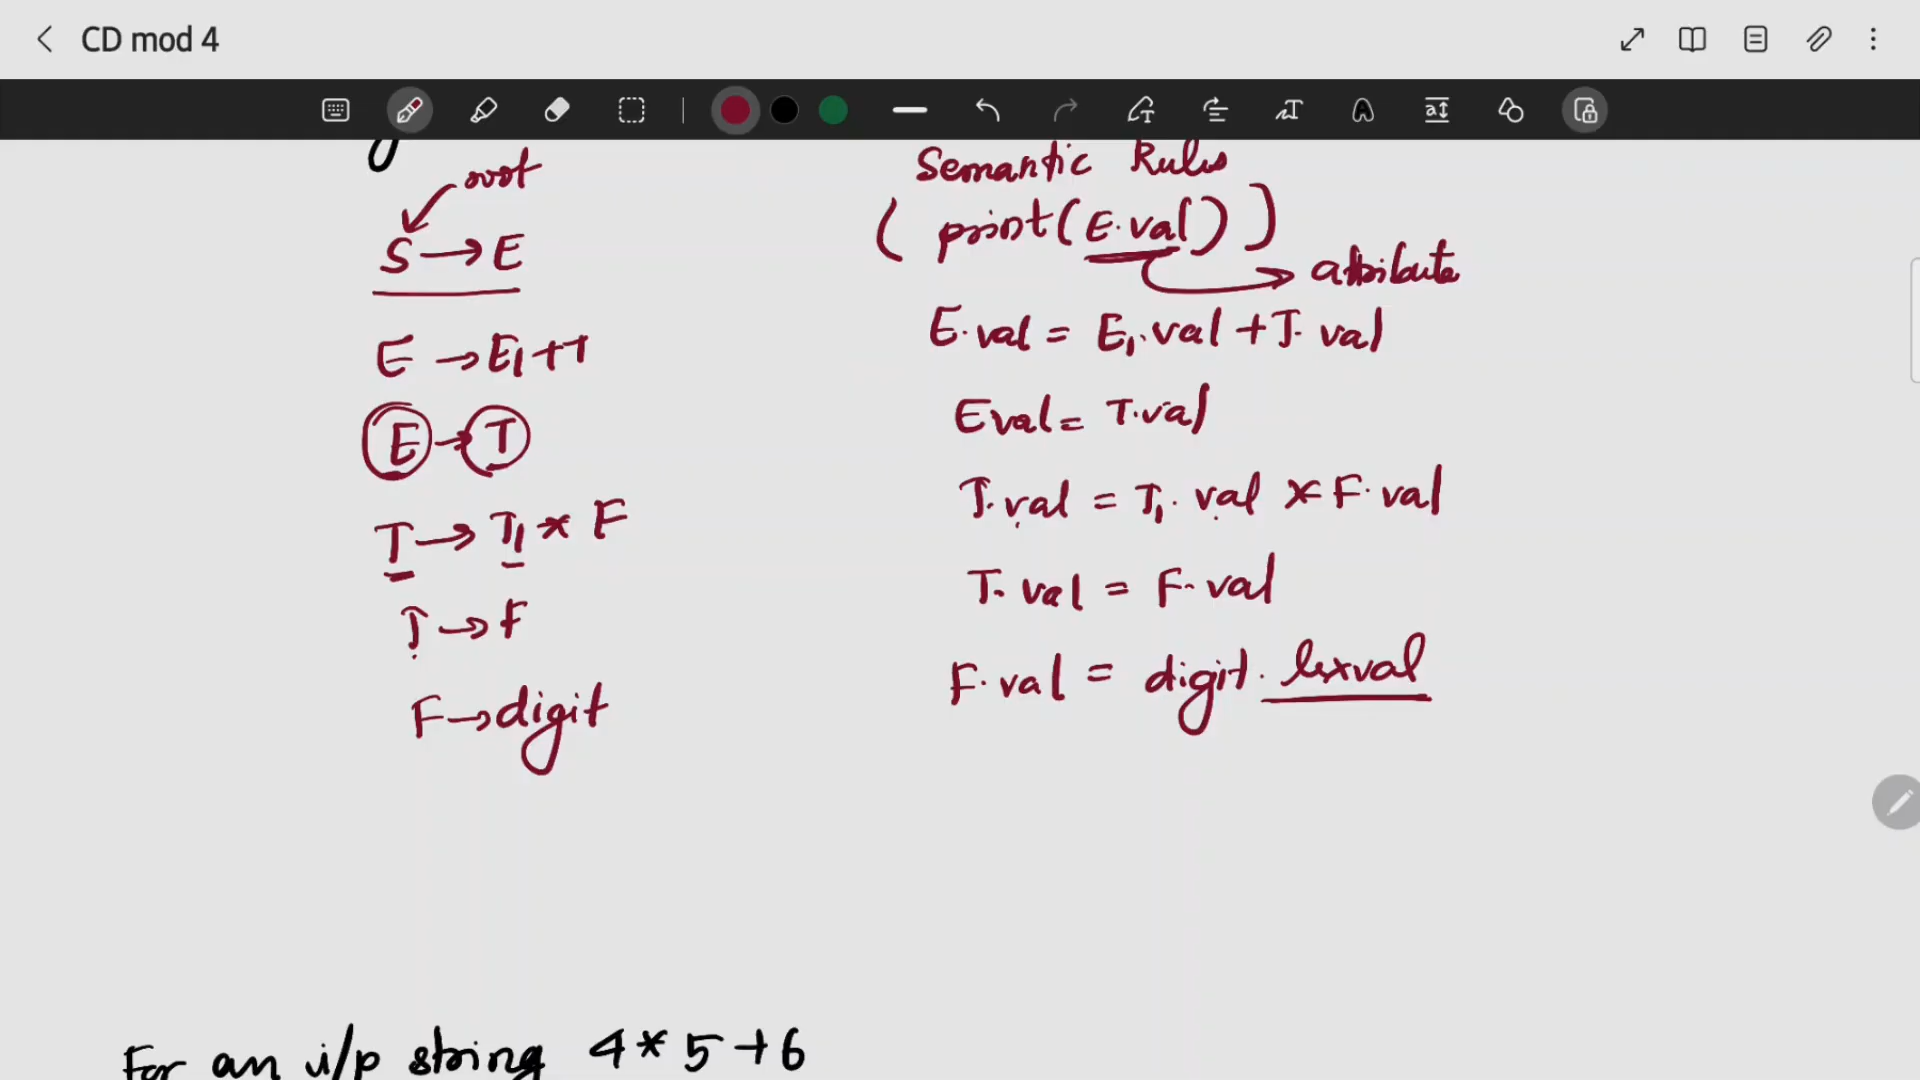 CD mod 4
root
Semantic Rules
S → E
(print(E.val))
attribute
E → E1+T
E.val = E1.val + T.val
E → T
Eval = T.val
T → T1 * F
T.val = T1.val * F.val
T → F
T.val = F.val
F → digit
F.val = digit.lexval
For an i/p string 4*5+6